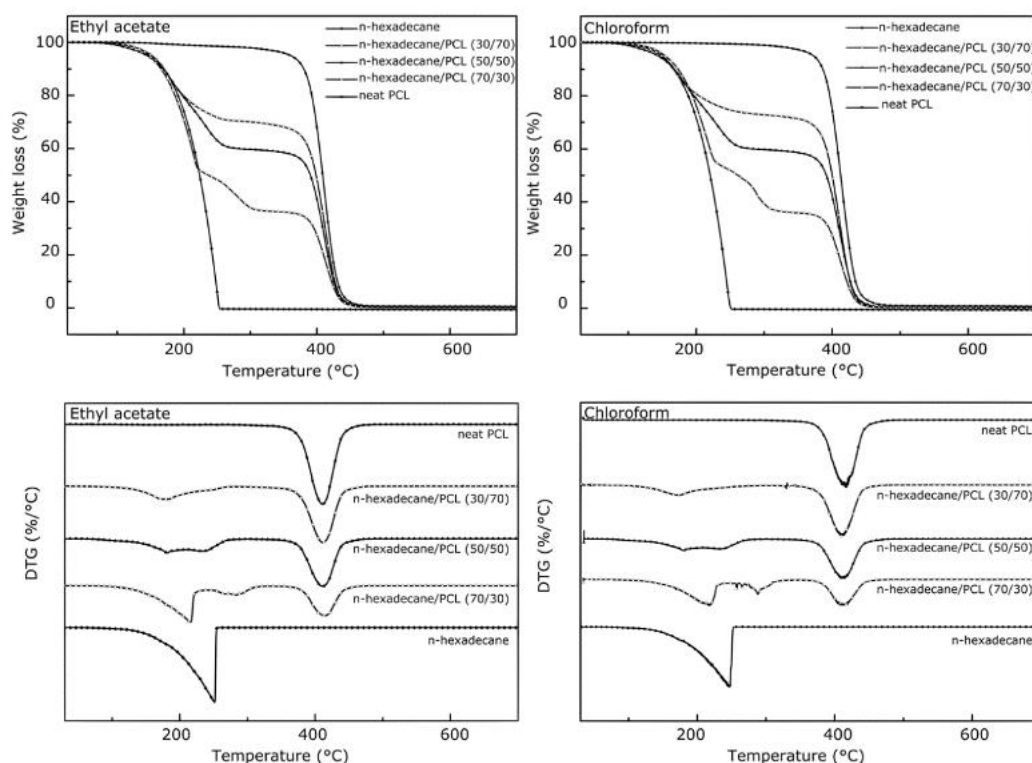 Ethyl acetate
n-hexadecane
n-hexadecane/PCL (30/70)
n-hexadecane/PCL (50/50)
n-hexadecane/PCL (70/30)
neat PCL
Weight loss (%)
100
80
60
40
20
0
200 400 600
Temperature (°C)
Chloroform
n-hexadecane
n-hexadecane/PCL (30/70)
n-hexadecane/PCL (50/50)
n-hexadecane/PCL (70/30)
neat PCL
Weight loss (%)
100
80
60
40
20
0
200 400 600
Temperature (°C)
Ethyl acetate
neat PCL
n-hexadecane/PCL (30/70)
n-hexadecane/PCL (50/50)
n-hexadecane/PCL (70/30)
n-hexadecane
DTG (%/°C)
200 400 600
Temperature (°C)
Chloroform
neat PCL
n-hexadecane/PCL (30/70)
n-hexadecane/PCL (50/50)
n-hexadecane/PCL (70/30)
n-hexadecane
DTG (%/°C)
200 400 600
Temperature (°C)